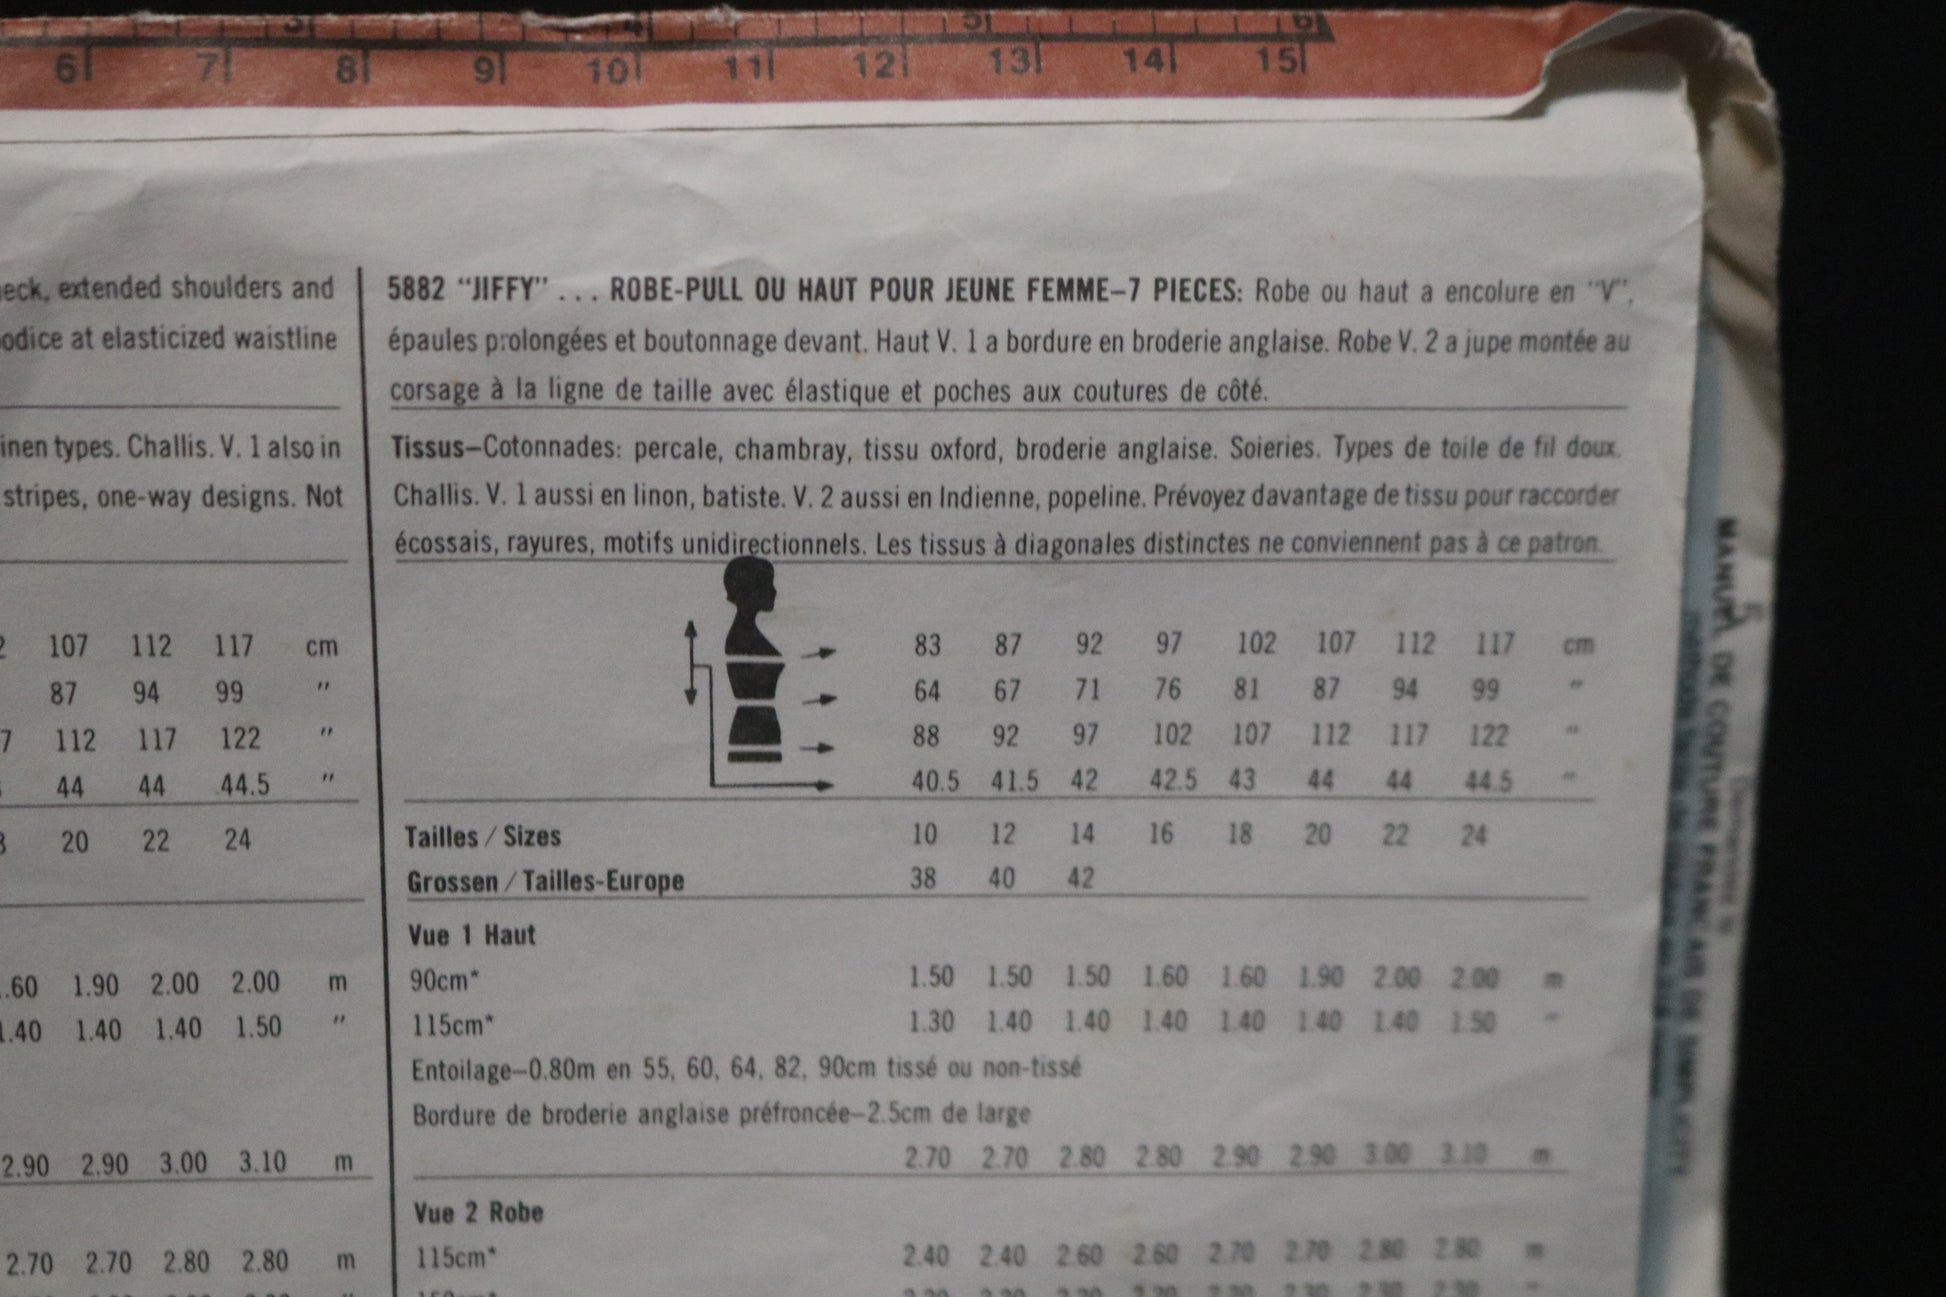 3 4 5 6
6 7 8 9 10 11 12 13 14 15
eck, extended shoulders and
odice at elasticized waistline
inen types. Challis. V. 1 also in
stripes, one-way designs. Not
2 107 112 117 cm
87 94 99 "
7 112 117 122 "
44 44 44.5 "
20 22 24
.60 1.90 2.00 2.00 m
1.40 1.40 1.40 1.50 "
2.90 2.90 3.00 3.10 m
2.70 2.70 2.80 2.80 m
5882 “JIFFY” . . . ROBE-PULL OU HAUT POUR JEUNE FEMME–7 PIECES: Robe ou haut a encolure en “V”,
épaules prolongées et boutonnage devant. Haut V. 1 a bordure en broderie anglaise. Robe V. 2 a jupe montée au
corsage à la ligne de taille avec élastique et poches aux coutures de côté.
Tissus–Cotonnades: percale, chambray, tissu oxford, broderie anglaise. Soieries. Types de toile de fil doux.
Challis. V. 1 aussi en linon, batiste. V. 2 aussi en Indienne, popeline. Prévoyez davantage de tissu pour raccorder
écossais, rayures, motifs unidirectionnels. Les tissus à diagonales distinctes ne conviennent pas à ce patron.
83 87 92 97 102 107 112 117 cm
64 67 71 76 81 87 94 99 "
88 92 97 102 107 112 117 122 "
40.5 41.5 42 42.5 43 44 44 44.5 "
Tailles / Sizes 10 12 14 16 18 20 22 24
Grossen / Tailles-Europe 38 40 42
Vue 1 Haut
90cm* 1.50 1.50 1.50 1.60 1.60 1.90 2.00 2.00 m
115cm* 1.30 1.40 1.40 1.40 1.40 1.40 1.40 1.50 "
Entoilage–0.80m en 55, 60, 64, 82, 90cm tissé ou non-tissé
Bordure de broderie anglaise préfroncée–2.5cm de large
2.70 2.70 2.80 2.80 2.90 2.90 3.00 3.10 m
Vue 2 Robe
115cm* 2.40 2.40 2.60 2.60 2.70 2.70 2.80 2.80 m
MANUEL DE COUTURE FRANCAIS DE SIMPLICITY